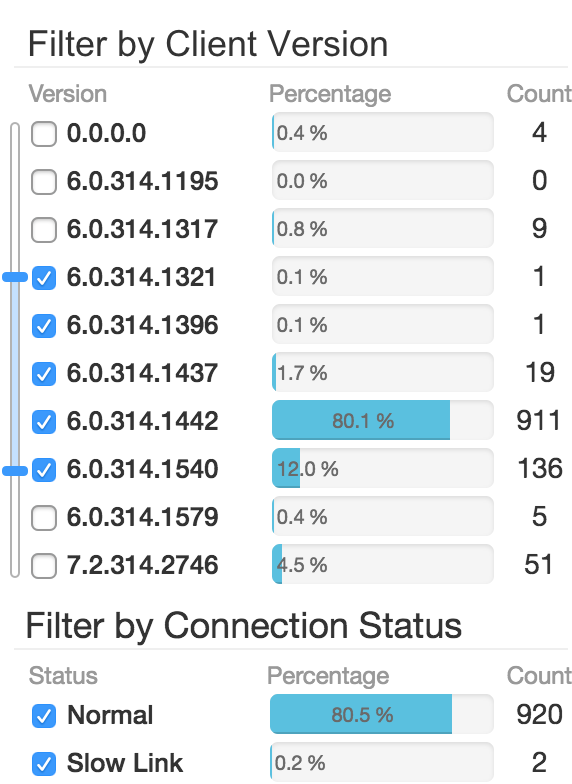 Filter by Client Version
Version Percentage Count
0.0.0.0 0.4 % 4
6.0.314.1195 0.0 % 0
6.0.314.1317 0.8 % 9
6.0.314.1321 0.1 % 1
6.0.314.1396 0.1 % 1
6.0.314.1437 1.7 % 19
6.0.314.1442 80.1 % 911
6.0.314.1540 12.0 % 136
6.0.314.1579 0.4 % 5
7.2.314.2746 4.5 % 51
Filter by Connection Status
Status Percentage Count
Normal 80.5 % 920
Slow Link 0.2 % 2